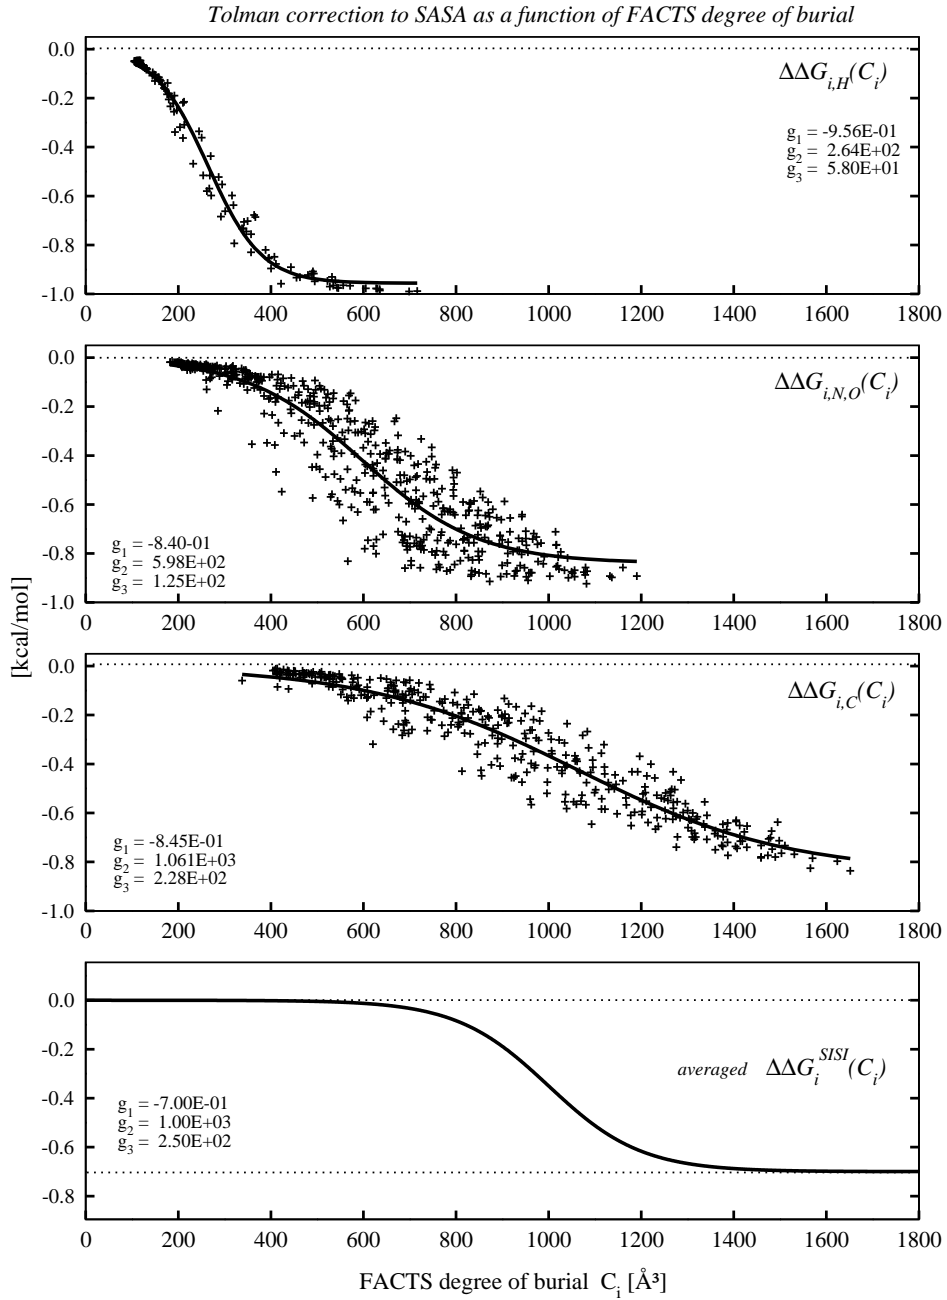 Tolman correction to SASA as a function of FACTS degree of burial
0.0
-0.2
-0.4
-0.6
-0.8
-1.0
ΔΔG_{i,H}(C_i)
g_1 = -9.56E-01
g_2 = 2.64E+02
g_3 = 5.80E+01
0 200 400 600 800 1000 1200 1400 1600 1800
0.0
-0.2
-0.4
-0.6
-0.8
-1.0
ΔΔG_{i,N,O}(C_i)
g_1 = -8.40-01
g_2 = 5.98E+02
g_3 = 1.25E+02
0 200 400 600 800 1000 1200 1400 1600 1800
[kcal/mol]
0.0
-0.2
-0.4
-0.6
-0.8
-1.0
ΔΔG_{i,C}(C_i)
g_1 = -8.45E-01
g_2 = 1.061E+03
g_3 = 2.28E+02
0 200 400 600 800 1000 1200 1400 1600 1800
0.0
-0.2
-0.4
-0.6
-0.8
averaged ΔΔG_i^{SISI}(C_i)
g_1 = -7.00E-01
g_2 = 1.00E+03
g_3 = 2.50E+02
0 200 400 600 800 1000 1200 1400 1600 1800
FACTS degree of burial C_i [Å³]